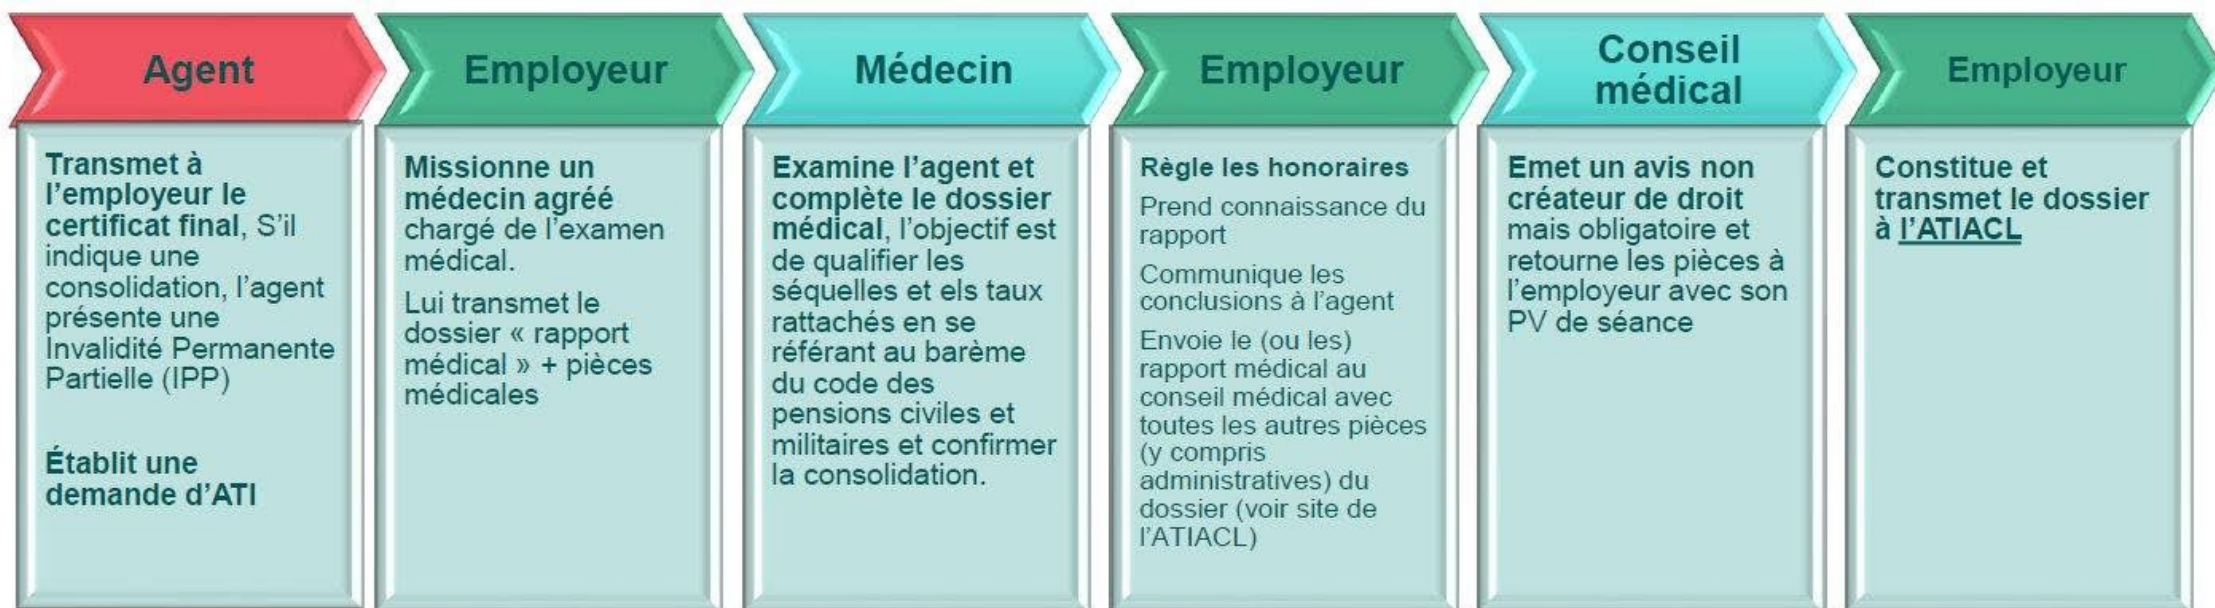 Agent
Transmet à
l'employeur le
certificat final, S'il
indique une
consolidation, l'agent
présente une
Invalidité Permanente
Partielle (IPP)
Établit une
demande d'ATI
Employeur
Missionne un
médecin agréé
chargé de l'examen
médical.
Lui transmet le
dossier « rapport
médical » + pièces
médicales
Médecin
Examine l'agent et
complète le dossier
médical, l'objectif est
de qualifier les
séquelles et els taux
rattachés en se
référant au barème
du code des
pensions civiles et
militaires et confirmer
la consolidation.
Employeur
Règle les honoraires
Prend connaissance du
rapport
Communique les
conclusions à l'agent
Envoie le (ou les)
rapport médical au
conseil médical avec
toutes les autres pièces
(y compris
administratives) du
dossier (voir site de
l'ATIACL)
Conseil
médical
Emet un avis non
créateur de droit
mais obligatoire et
retourne les pièces à
l'employeur avec son
PV de séance
Employeur
Constitue et
transmet le dossier
à l'ATIACL